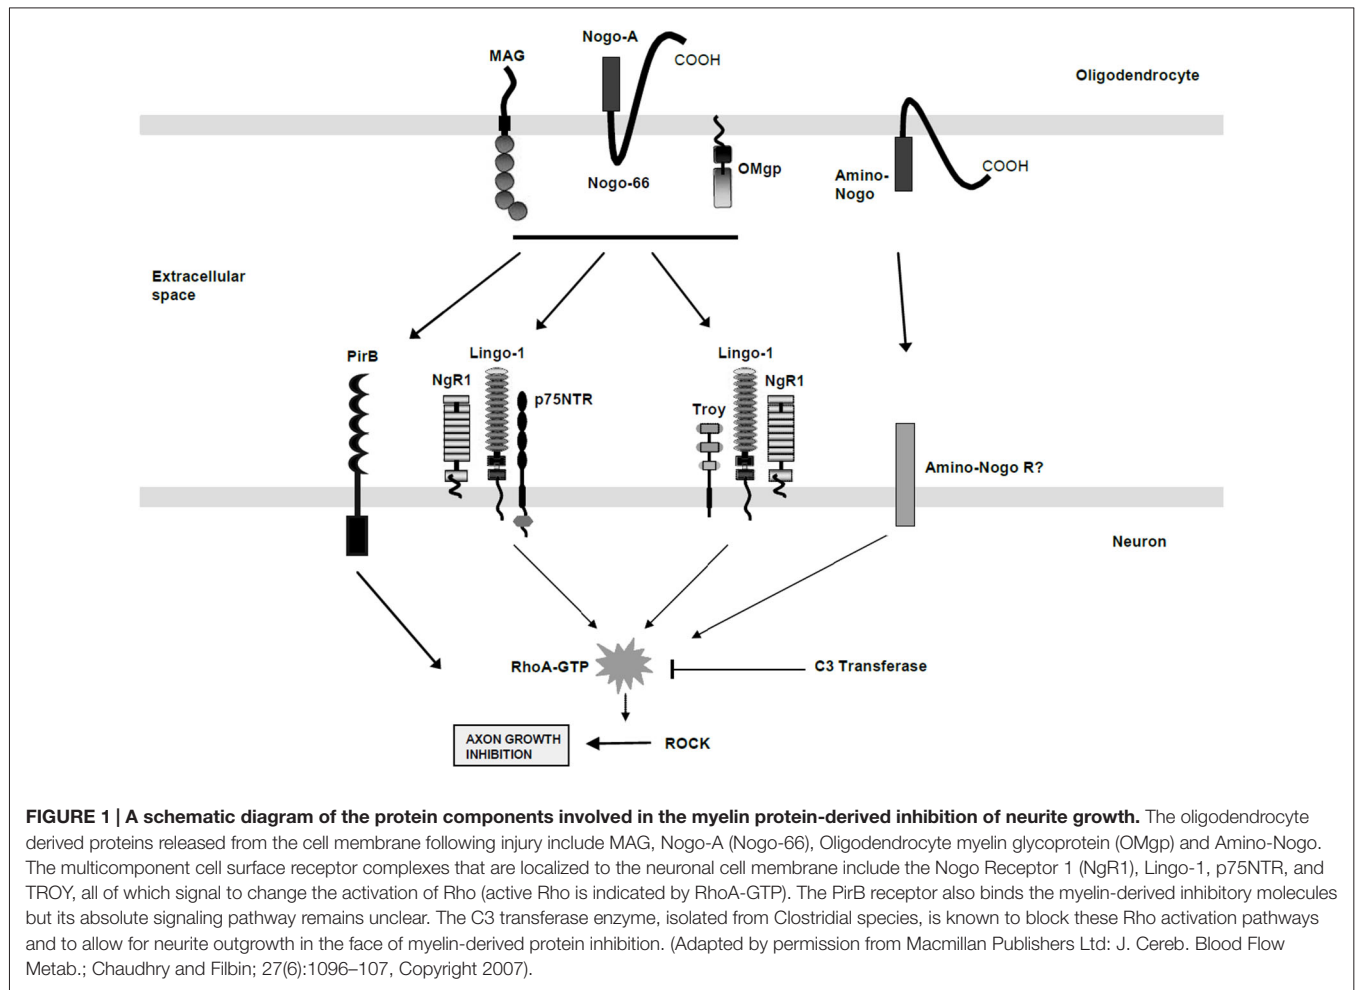 Nogo-A
MAG
COOH
Oligodendrocyte
OMgp
Nogo-66
Amino-
Nogo
COOH
Extracellular
space
PirB
Lingo-1
NgR1
p75NTR
Lingo-1
NgR1
Troy
Amino-Nogo R?
Neuron
RhoA-GTP
C3 Transferase
AXON GROWTH
INHIBITION
ROCK
FIGURE 1 | A schematic diagram of the protein components involved in the myelin protein-derived inhibition of neurite growth. The oligodendrocyte
derived proteins released from the cell membrane following injury include MAG, Nogo-A (Nogo-66), Oligodendrocyte myelin glycoprotein (OMgp) and Amino-Nogo.
The multicomponent cell surface receptor complexes that are localized to the neuronal cell membrane include the Nogo Receptor 1 (NgR1), Lingo-1, p75NTR, and
TROY, all of which signal to change the activation of Rho (active Rho is indicated by RhoA-GTP). The PirB receptor also binds the myelin-derived inhibitory molecules
but its absolute signaling pathway remains unclear. The C3 transferase enzyme, isolated from Clostridial species, is known to block these Rho activation pathways
and to allow for neurite outgrowth in the face of myelin-derived protein inhibition. (Adapted by permission from Macmillan Publishers Ltd: J. Cereb. Blood Flow
Metab.; Chaudhry and Filbin; 27(6):1096–107, Copyright 2007).